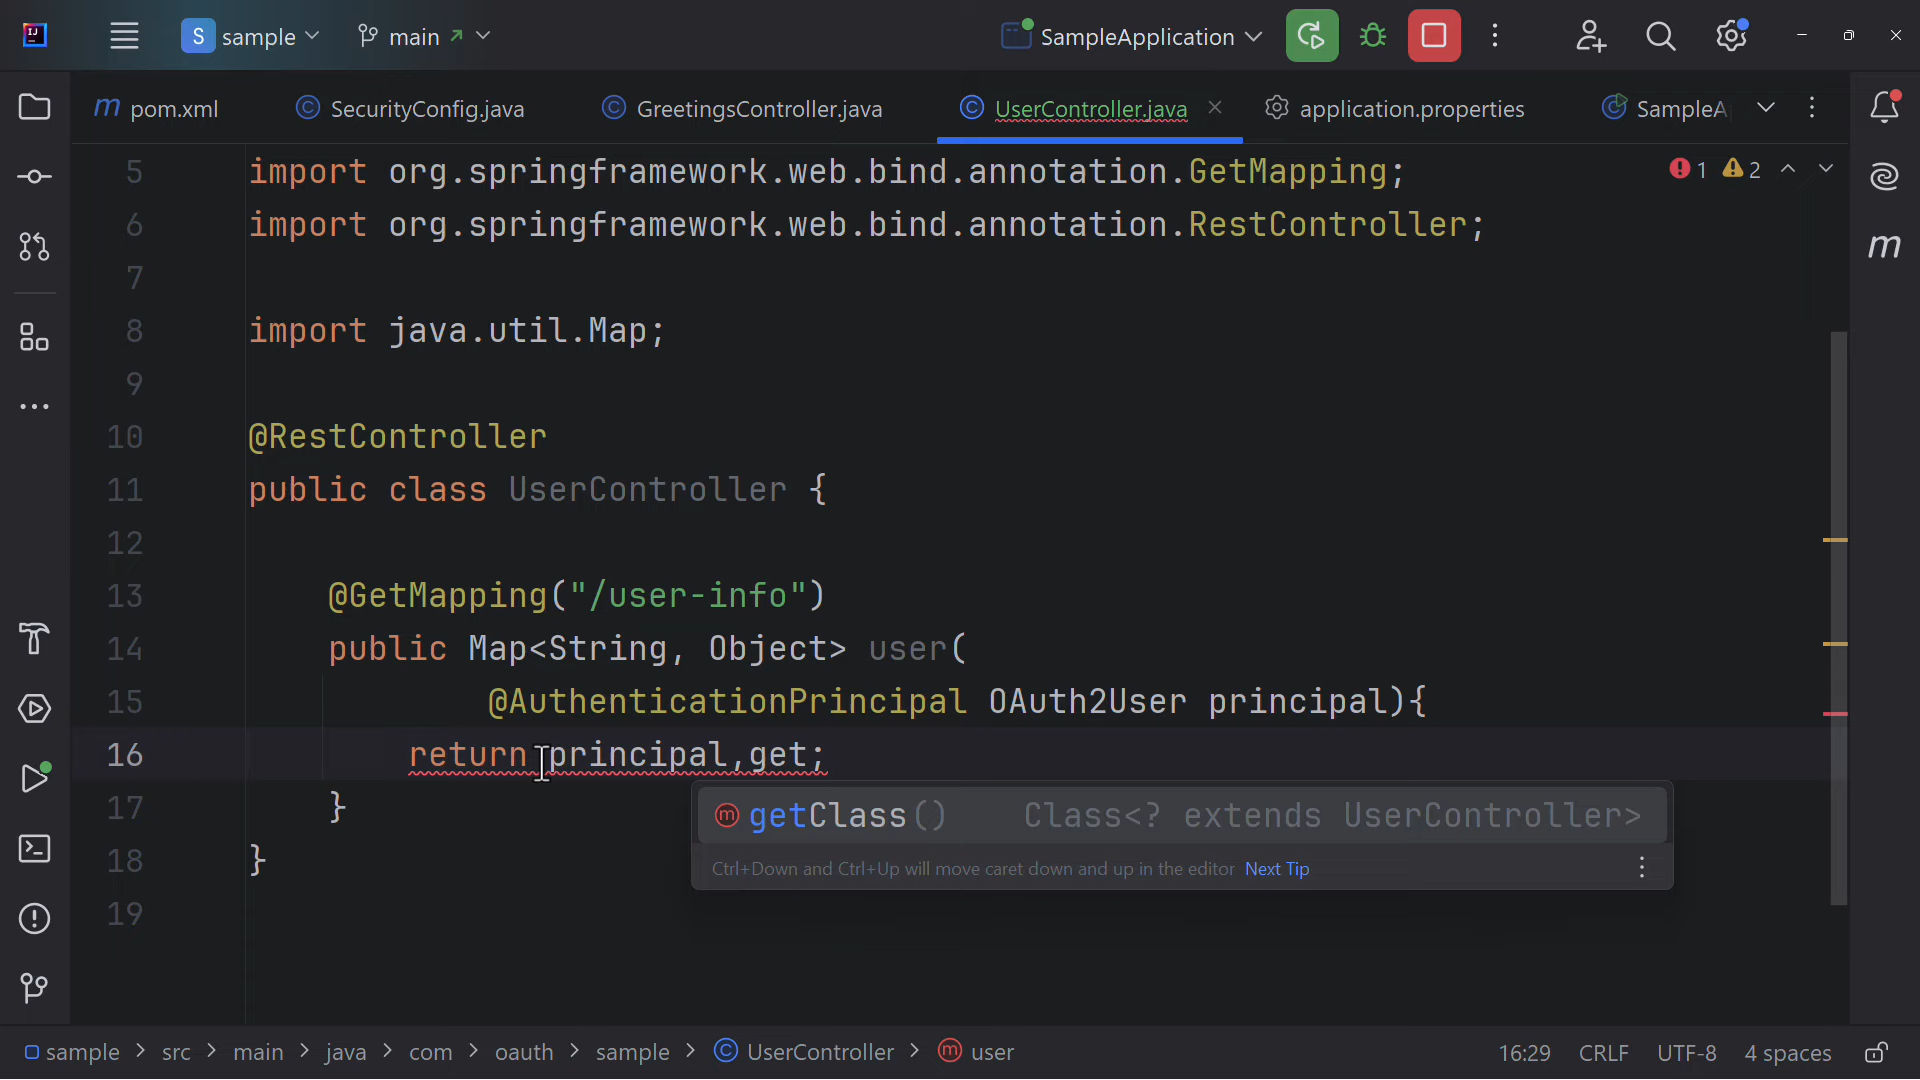 S sample main SampleApplication
m pom.xml SecurityConfig.java GreetingsController.java UserController.java application.properties SampleA
5 import org.springframework.web.bind.annotation.GetMapping; 1 2
6 import org.springframework.web.bind.annotation.RestController;
7
8 import java.util.Map;
9
10 @RestController
11 public class UserController {
12
13 @GetMapping("/user-info")
14 public Map<String, Object> user(
15 @AuthenticationPrincipal OAuth2User principal){
16 return principal,get;
m getClass() Class<? extends UserController>
17 }
Ctrl+Down and Ctrl+Up will move caret down and up in the editor Next Tip
18 }
19
sample > src > main > java > com > oauth > sample > UserController > m user 16:29 CRLF UTF-8 4 spaces